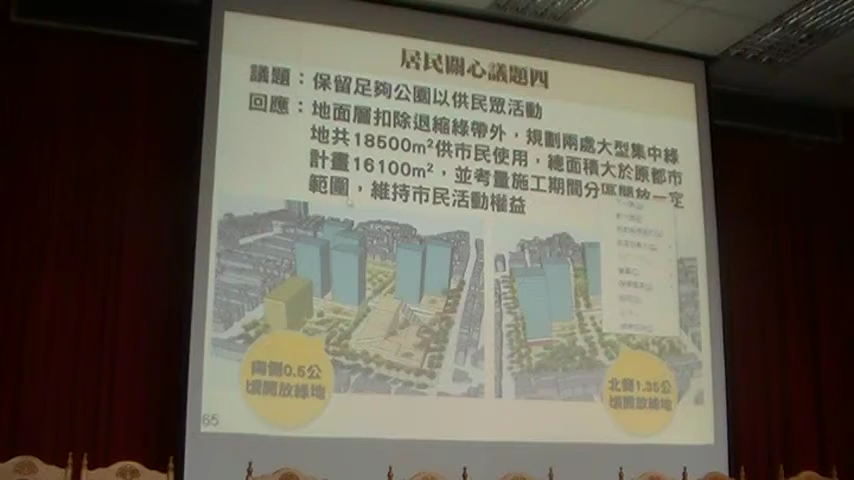 居民關心議題四
議題：保留足夠公園以供民眾活動
回應：地面層扣除退縮綠帶外，規劃兩處大型集中綠
地共18500m²供市民使用，總面積大於原都市
計畫16100m²，並考量施工期間分區開放一定
範圍，維持市民活動權益
南側0.5公
頃開放綠地
北側1.35公
頃開放綠地
65